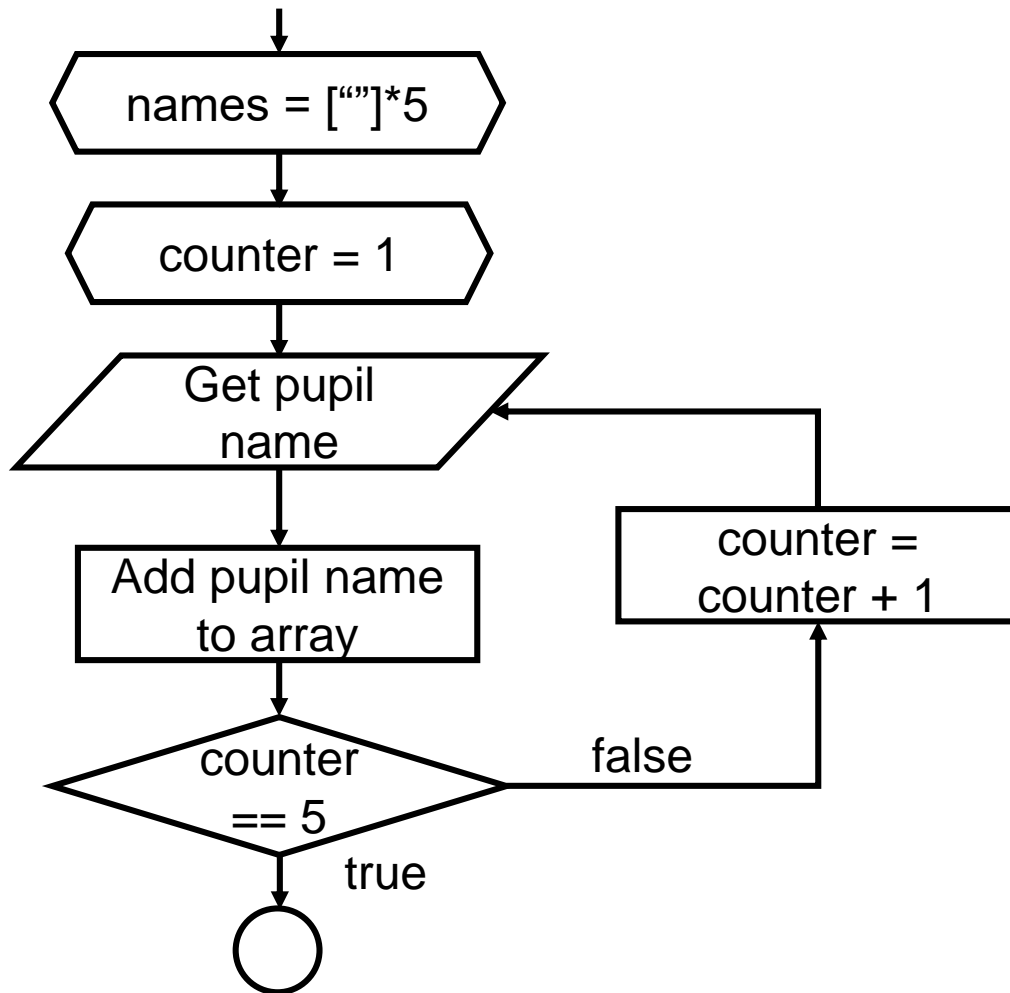 names = [“”]*5
counter = 1
Get pupil
name
Add pupil name
to array
counter =
counter + 1
counter
== 5
false
true